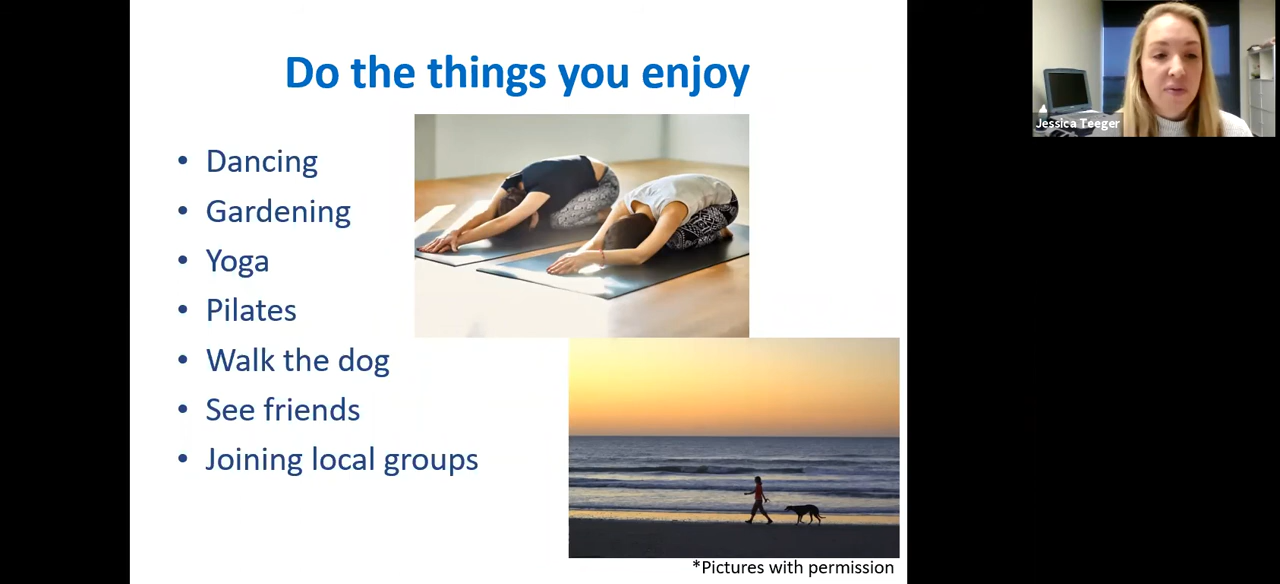 Do the things you enjoy
• Dancing
• Gardening
• Yoga
• Pilates
• Walk the dog
• See friends
• Joining local groups
*Pictures with permission
Jessica Teeger